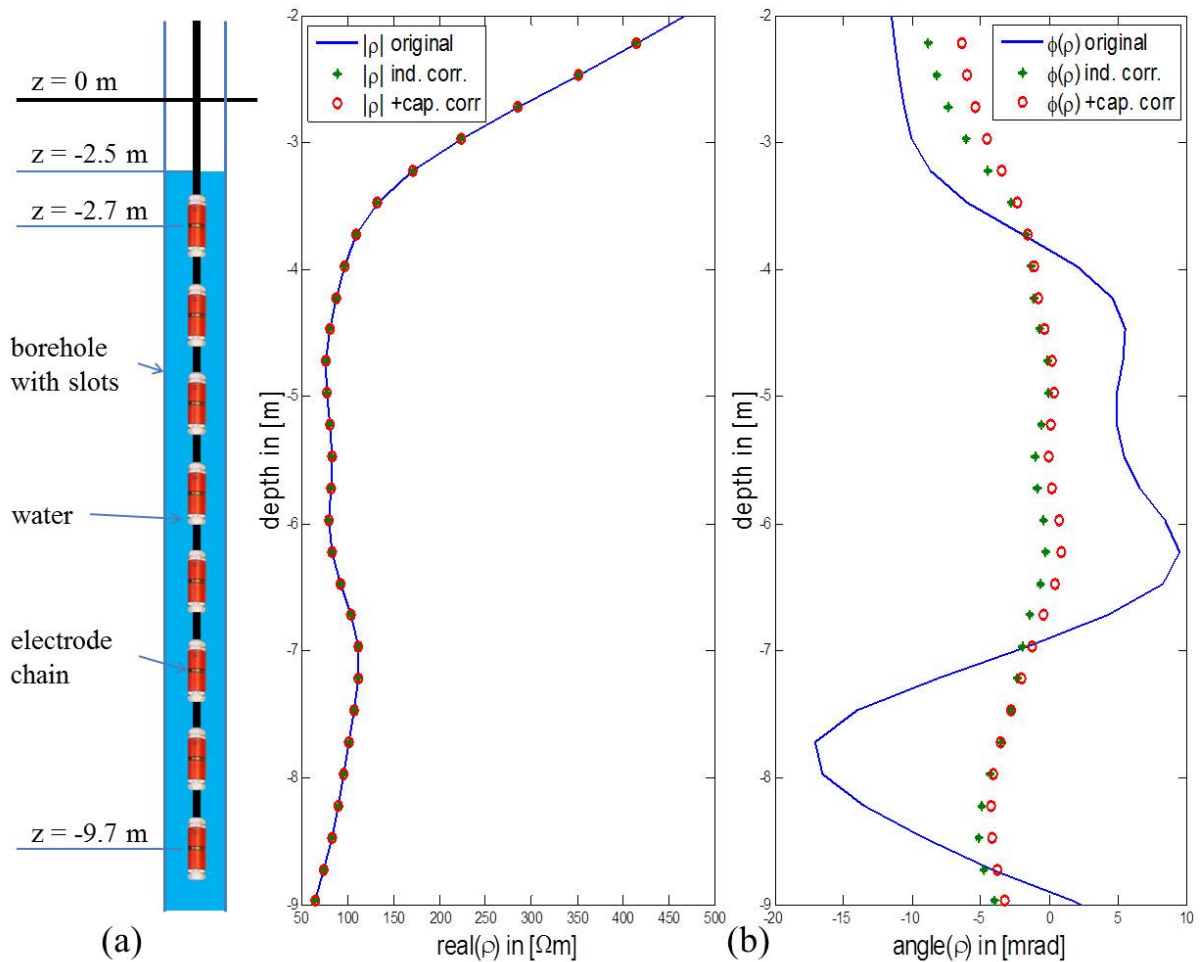 z = 0 m
z = -2.5 m
z = -2.7 m
borehole
with slots
water
electrode
chain
z = -9.7 m
(a)
|ρ| original
|ρ| ind. corr.
|ρ| +cap. corr
-2
-3
-4
-5
-6
-7
-8
-9
depth in [m]
50 100 150 200 250 300 350 400 450 500
real(ρ) in [Ωm]
(b)
ϕ(ρ) original
ϕ(ρ) ind. corr.
ϕ(ρ) +cap. corr
-2
-3
-4
-5
-6
-7
-8
-9
depth in [m]
-20 -15 -10 -5 0 5 10
angle(ρ) in [mrad]